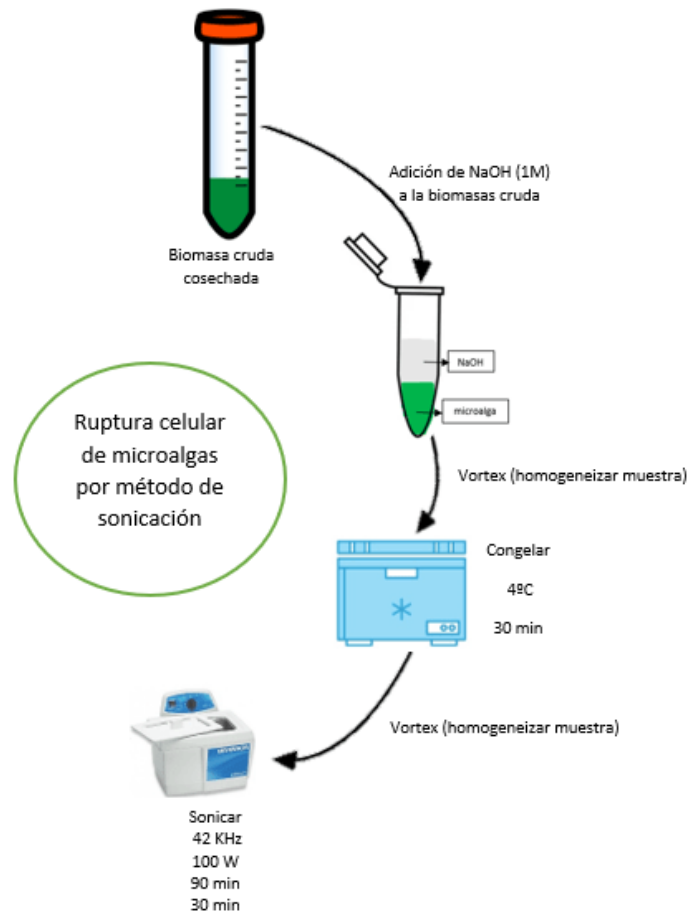 Adición de NaOH (1M)
a la biomasas cruda
Biomasa cruda
cosechada
NaOH
microalga
Ruptura celular
de microalgas
por método de
sonicación
Vortex (homogeneizar muestra)
Congelar
4ºC
30 min
Vortex (homogeneizar muestra)
Sonicar
42 KHz
100 W
90 min
30 min